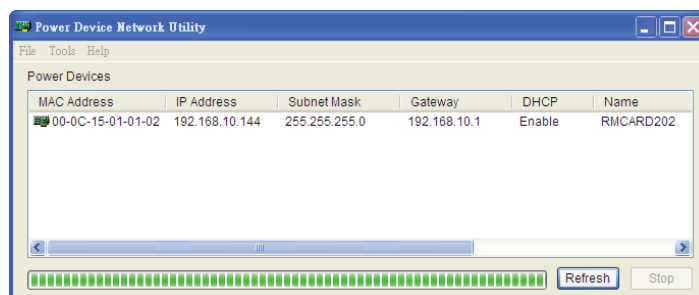 Power Device Network Utility
File Tools Help
Power Devices
MAC Address IP Address Subnet Mask Gateway DHCP Name
00-0C-15-01-01-02 192.168.10.144 255.255.255.0 192.168.10.1 Enable RMCARD202
Refresh Stop